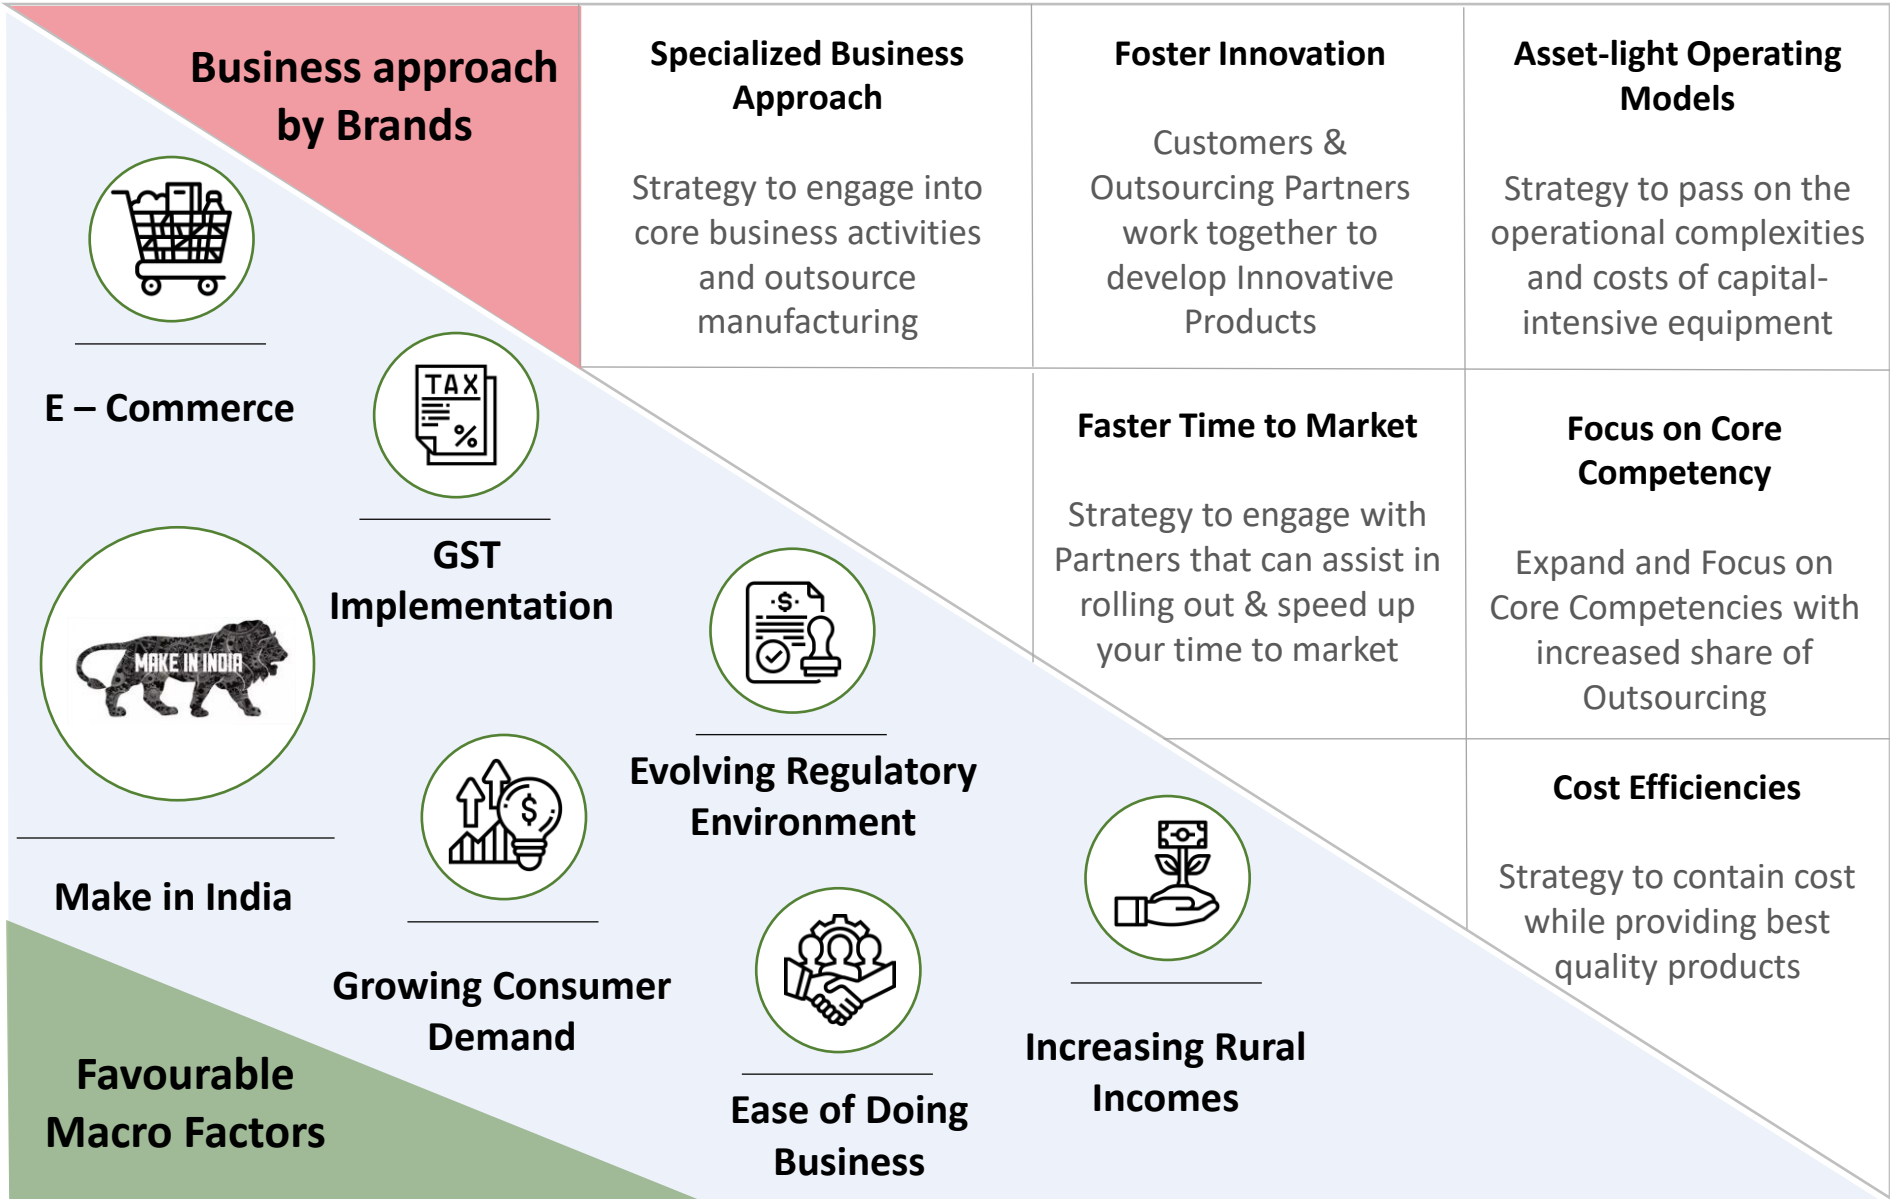 Business approach
by Brands
Specialized Business
Approach
Strategy to engage into
core business activities
and outsource
manufacturing
Foster Innovation
Customers &
Outsourcing Partners
work together to
develop Innovative
Products
Asset-light Operating
Models
Strategy to pass on the
operational complexities
and costs of capital-
intensive equipment
Faster Time to Market
Strategy to engage with
Partners that can assist in
rolling out & speed up
your time to market
Focus on Core
Competency
Expand and Focus on
Core Competencies with
increased share of
Outsourcing
Cost Efficiencies
Strategy to contain cost
while providing best
quality products
E – Commerce
TAX
%
GST
Implementation
MAKE IN INDIA
Make in India
$
Evolving Regulatory
Environment
$
Growing Consumer
Demand
Ease of Doing
Business
Increasing Rural
Incomes
Favourable
Macro Factors